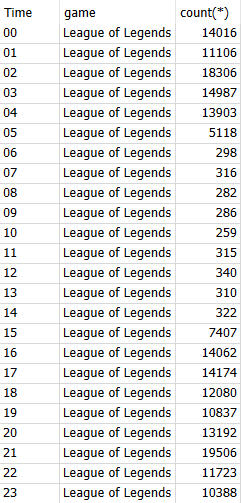 Time game count(*)
00 League of Legends 14016
01 League of Legends 11106
02 League of Legends 18306
03 League of Legends 14987
04 League of Legends 13903
05 League of Legends 5118
06 League of Legends 298
07 League of Legends 316
08 League of Legends 282
09 League of Legends 286
10 League of Legends 259
11 League of Legends 315
12 League of Legends 340
13 League of Legends 310
14 League of Legends 322
15 League of Legends 7407
16 League of Legends 14062
17 League of Legends 14174
18 League of Legends 12080
19 League of Legends 10837
20 League of Legends 13192
21 League of Legends 19506
22 League of Legends 11723
23 League of Legends 10388